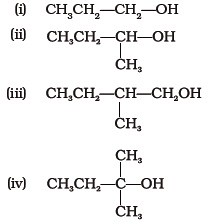 (i) CH₃CH₂—CH₂—OH
(ii) CH₃CH₂—CH—OH
CH₃
(iii) CH₃CH₂—CH—CH₂OH
CH₃
CH₃
(iv) CH₃CH₂—C—OH
CH₃